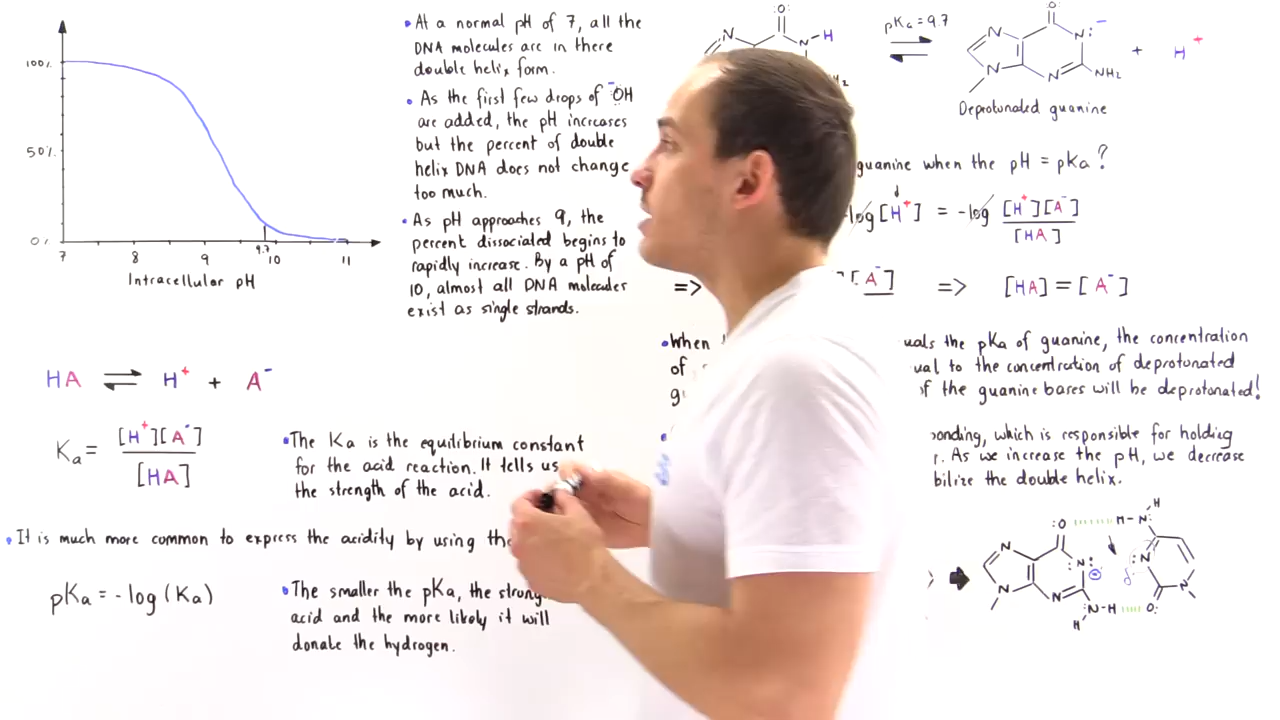 100%
50%
0%
7 8 9 9.7 10 11
Intracellular pH
• At a normal pH of 7, all the
DNA molecules are in there
double helix form.
• As the first few drops of ⁻OH
are added, the pH increases
but the percent of double
helix DNA does not change
too much.
• As pH approaches 9, the
percent dissociated begins to
rapidly increase. By a pH of
10, almost all DNA molecules
exist as single strands.
HA ⇌ H⁺ + A⁻
Ka = [H⁺][A⁻] / [HA]
• The Ka is the equilibrium constant
for the acid reaction. It tells us
the strength of the acid.
• It is much more common to express the acidity by using the
pKa = -log (Ka)
• The smaller the pKa, the
acid and the more likely it will
donate the hydrogen.
O N N-H
pKa = 9.7
O N N N N NH₂ ⁻ + H⁺
Deprotonated guanine
guanine when the pH = pKa?
-log [H⁺] = -log [H⁺][A⁻] / [HA]
=> [A⁻] => [HA] = [A⁻]
• When
of
the pKa of guanine, the concentration
to the concentration of deprotonated
of the guanine bases will be deprotonated!
which is responsible for holding
As we increase the pH, we decrease
the double helix.
:O: H-N-H
N N: ⊖ δ⁻ :N
N N N
N-H O:
H